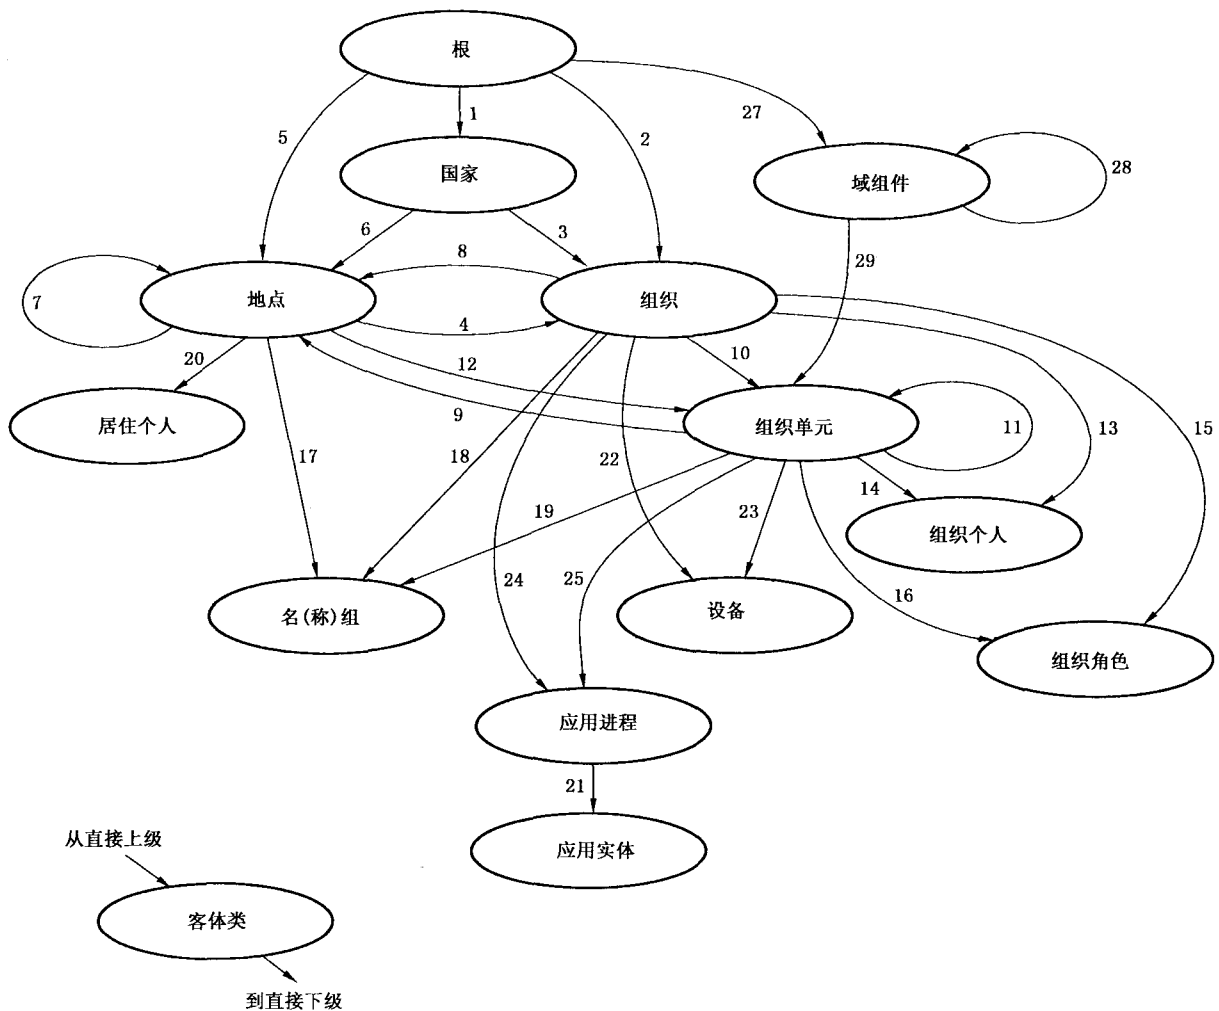 根
5
1
2
27
国家
域组件
28
6
3
8
29
7
地点
组织
4
20
12
10
居住个人
9
组织单元
11
13
15
17
18
22
14
19
23
组织个人
24
25
16
名(称)组
设备
组织角色
应用进程
21
应用实体
从直接上级
客体类
到直接下级